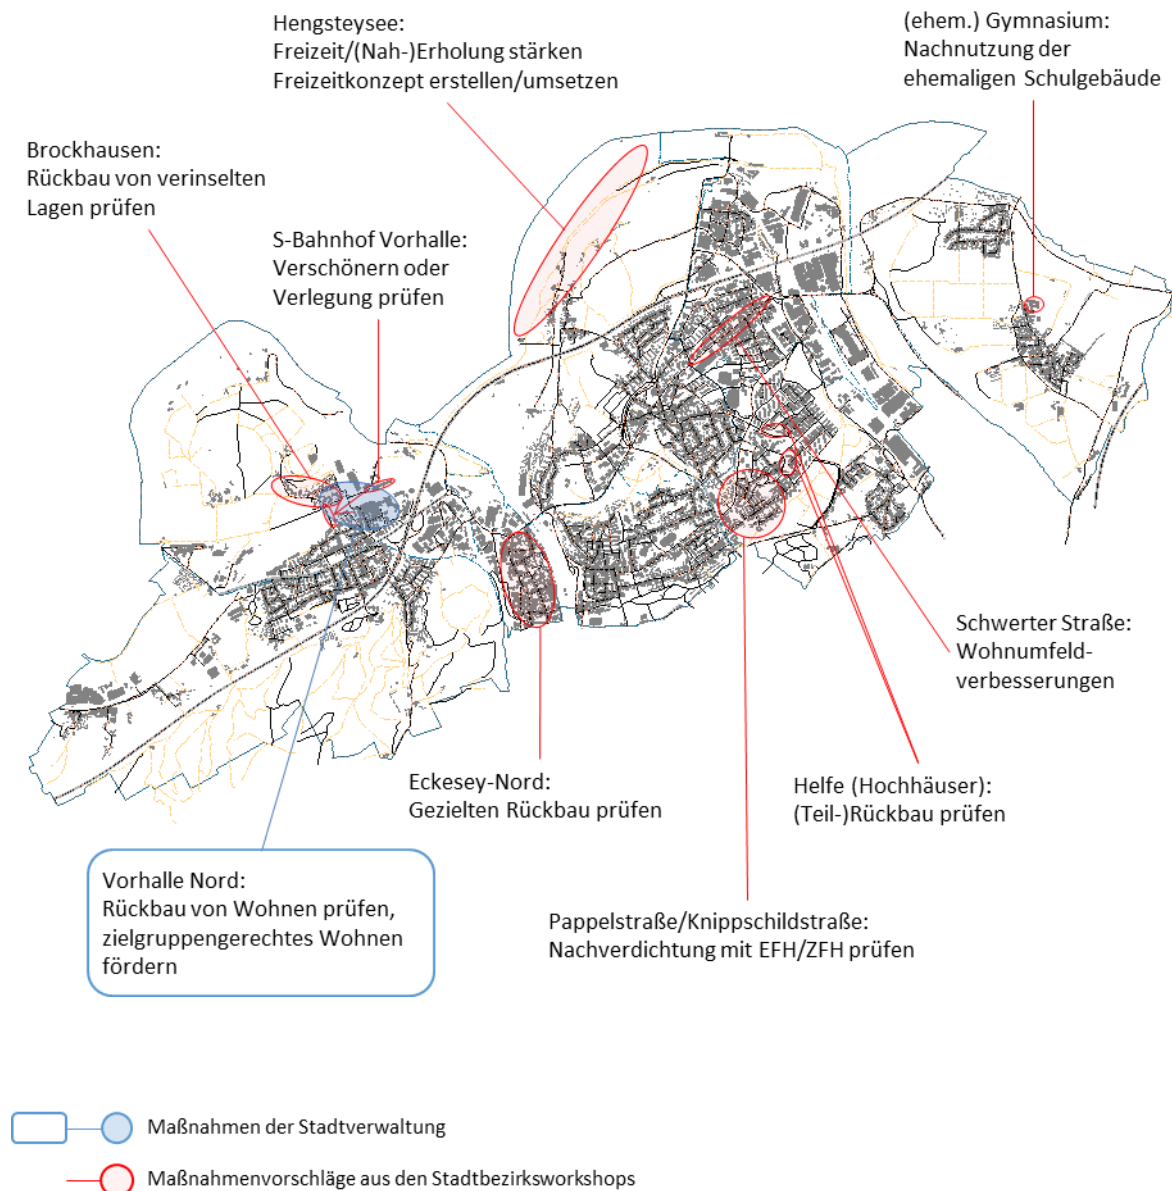 Hengsteysee:
Freizeit/(Nah-)Erholung stärken
Freizeitkonzept erstellen/umsetzen
(ehem.) Gymnasium:
Nachnutzung der
ehemaligen Schulgebäude
Brockhausen:
Rückbau von verinselten
Lagen prüfen
S-Bahnhof Vorhalle:
Verschönern oder
Verlegung prüfen
Schwerter Straße:
Wohnumfeld-
verbesserungen
Eckesey-Nord:
Gezielten Rückbau prüfen
Helfe (Hochhäuser):
(Teil-)Rückbau prüfen
Vorhalle Nord:
Rückbau von Wohnen prüfen,
zielgruppengerechtes Wohnen
fördern
Pappelstraße/Knippschildstraße:
Nachverdichtung mit EFH/ZFH prüfen
Maßnahmen der Stadtverwaltung
Maßnahmenvorschläge aus den Stadtbezirksworkshops